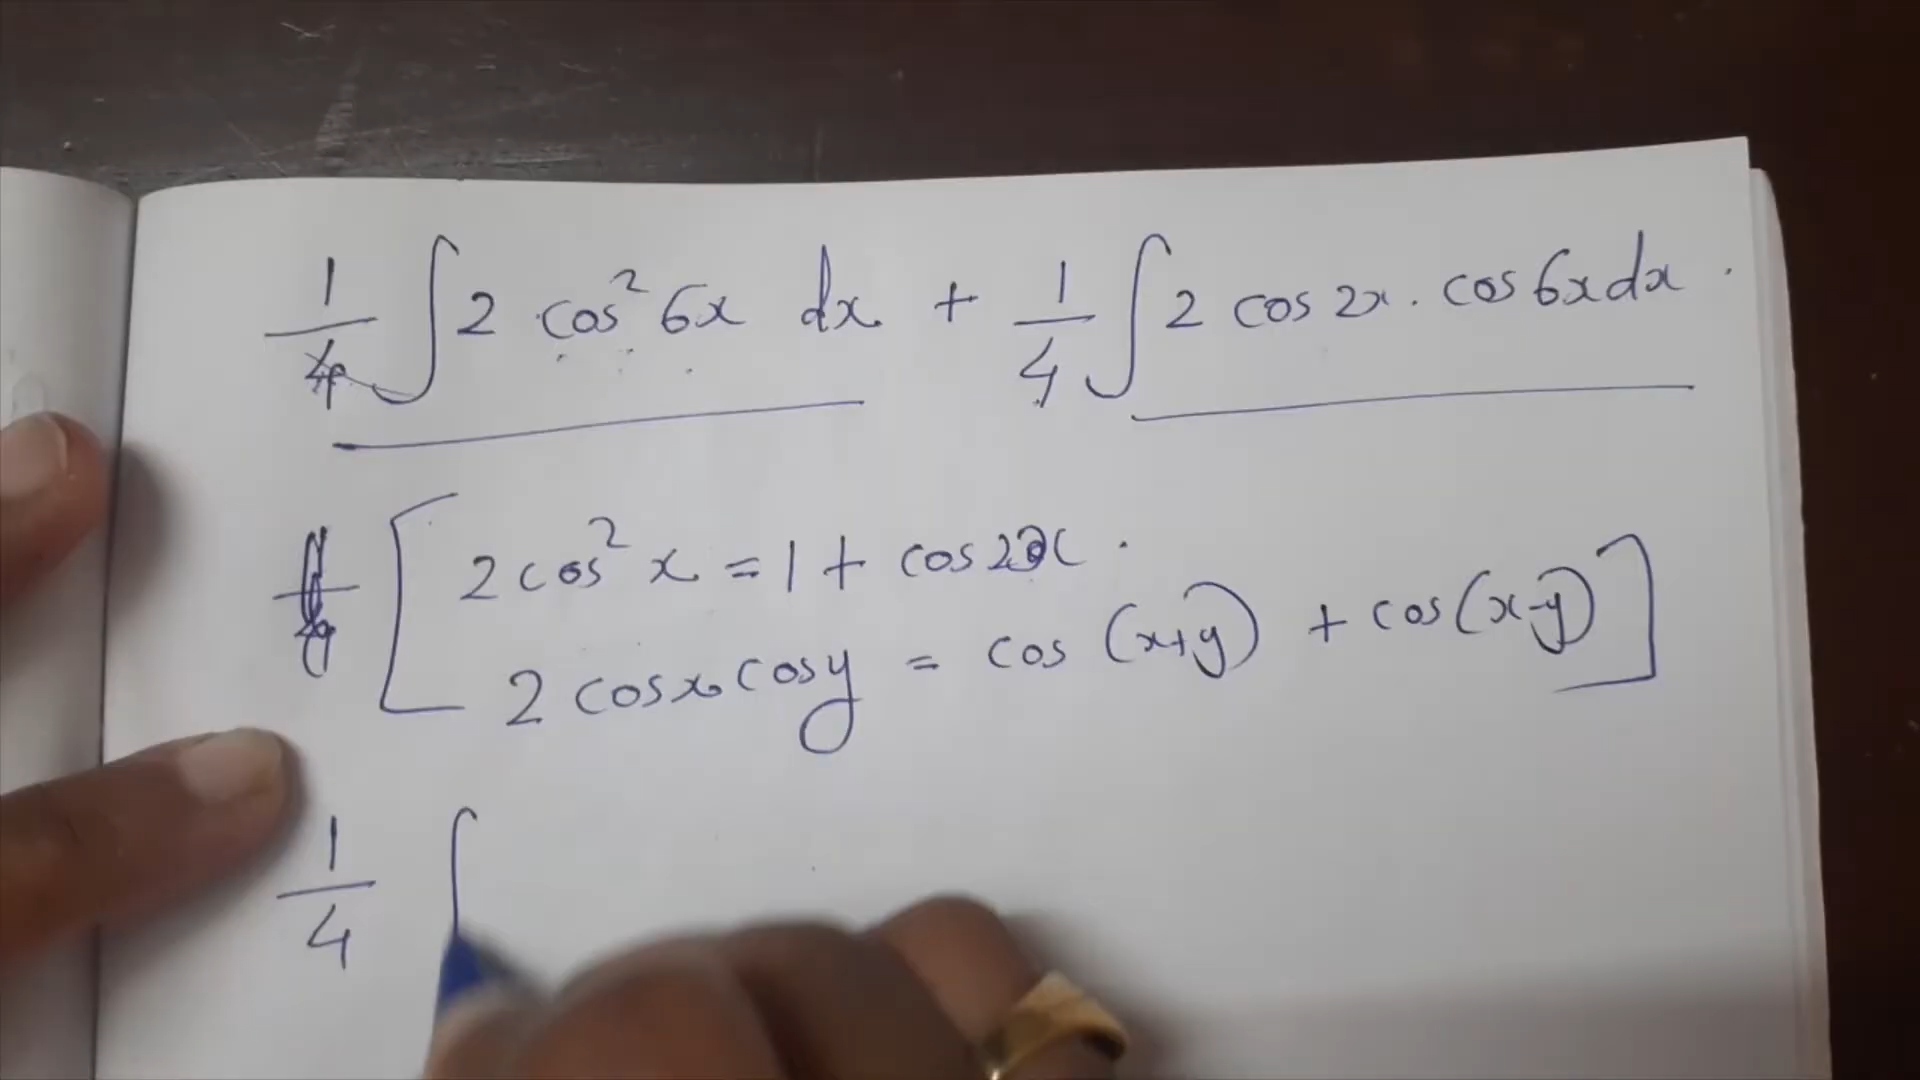 1/4 ∫ 2 cos² 6x dx + 1/4 ∫ 2 cos 2x . cos 6x dx .
[ 2 cos² x = 1 + cos 2x .
2 cos x cos y = cos (x+y) + cos (x-y) ]
1/4 ∫